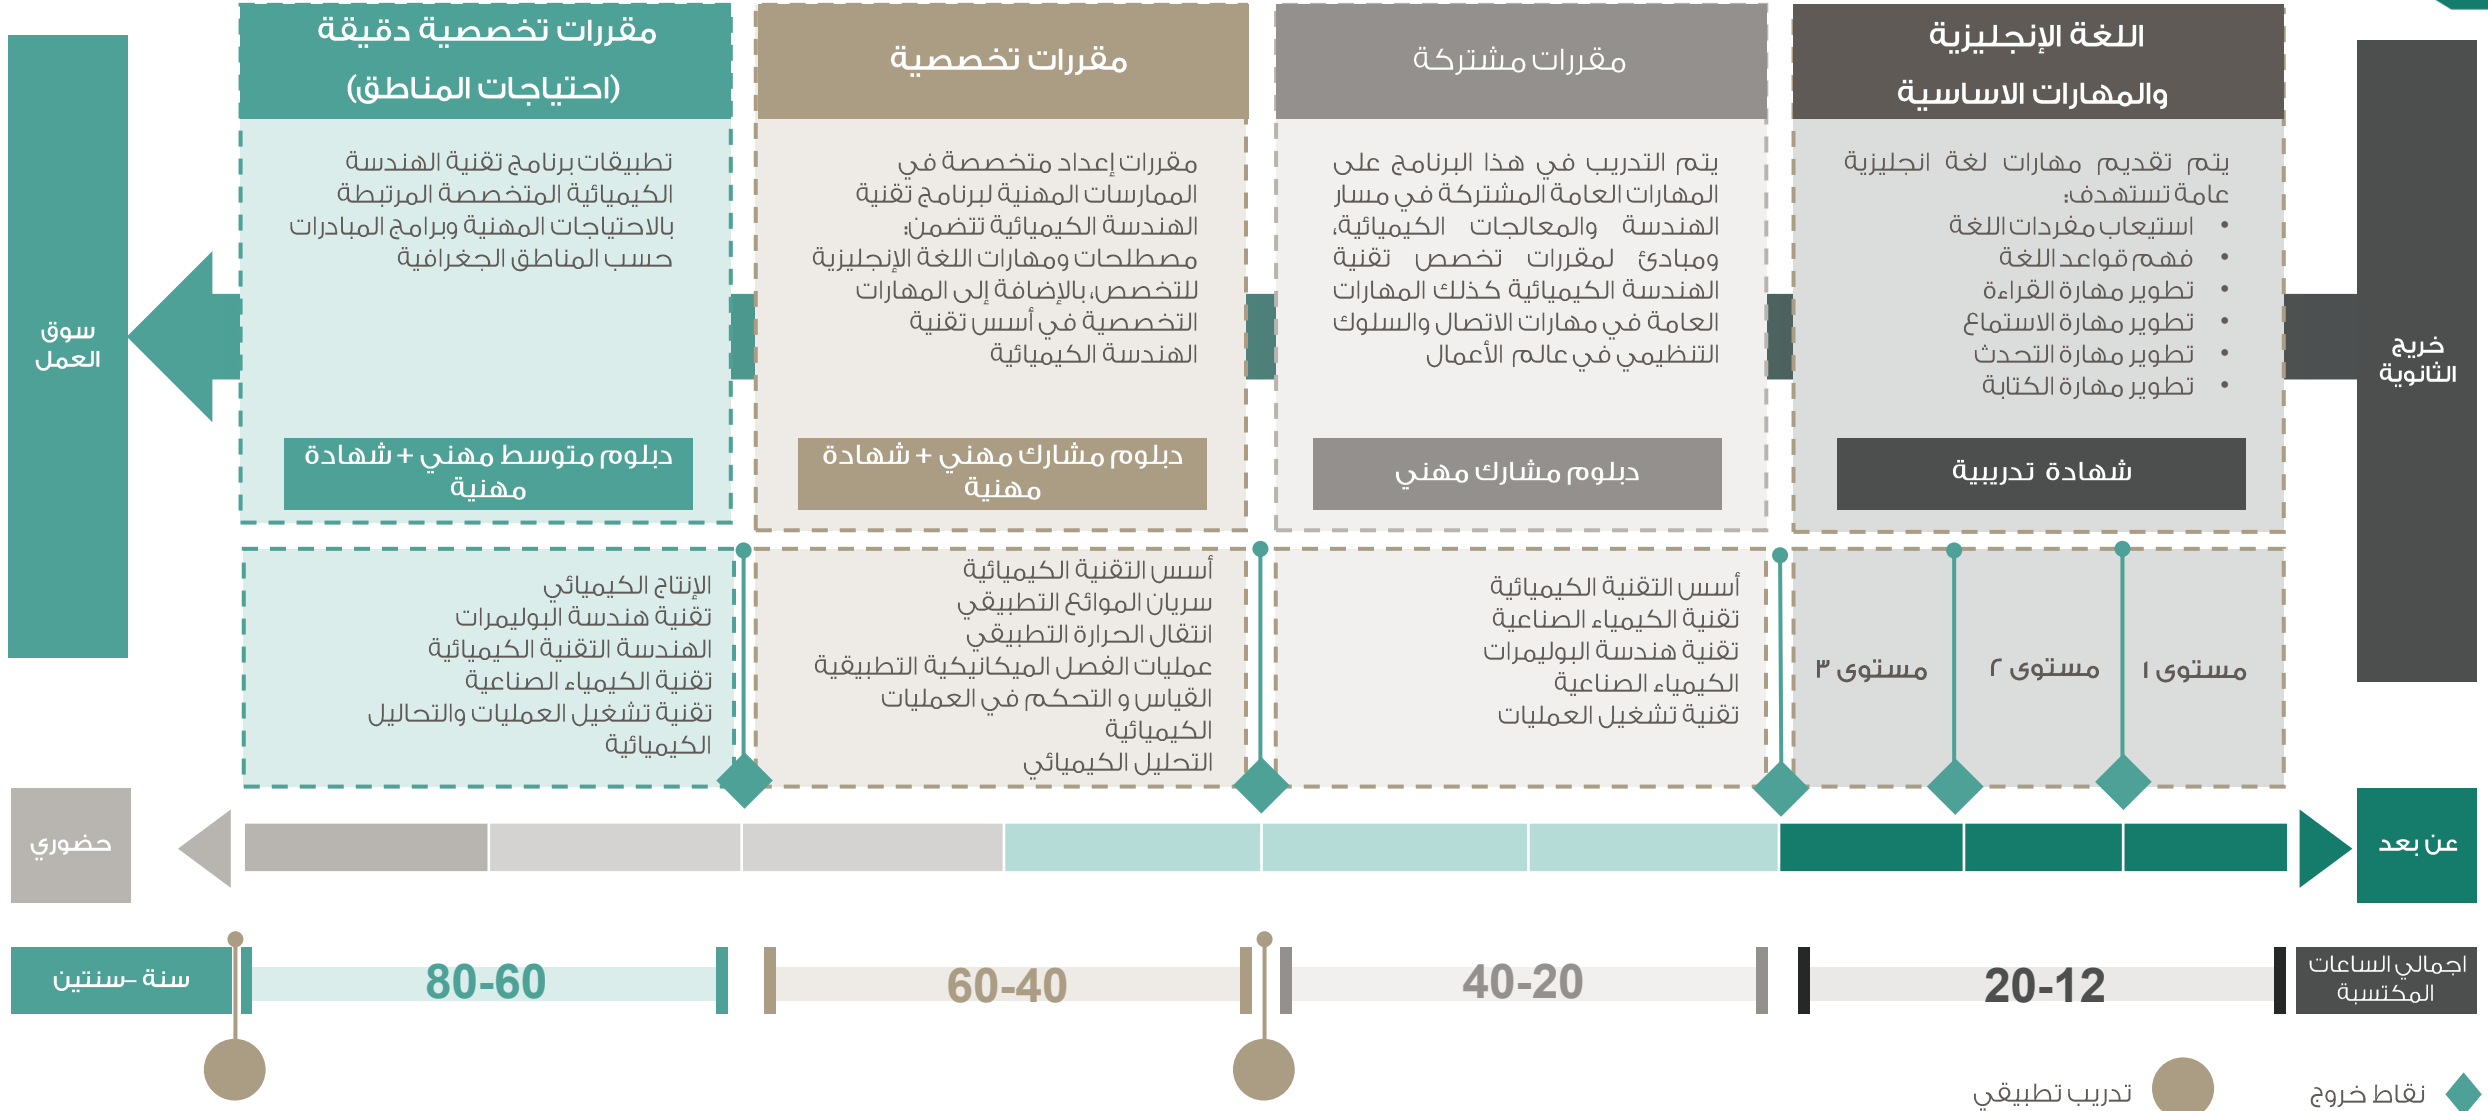 خريج
الثانوية
اللغة الإنجليزية
والمهارات الاساسية
يتم تقديم مهارات لغة انجليزية
عامة تستهدف:
• استيعاب مفردات اللغة
• فهم قواعد اللغة
• تطوير مهارة القراءة
• تطوير مهارة الاستماع
• تطوير مهارة التحدث
• تطوير مهارة الكتابة
شهادة تدريبية
مقررات مشتركة
يتم التدريب في هذا البرنامج على
المهارات العامة المشتركة في مسار
الهندسة والمعالجات الكيميائية،
ومبادئ لمقررات تخصص تقنية
الهندسة الكيميائية كذلك المهارات
العامة في مهارات الاتصال والسلوك
التنظيمي في عالم الأعمال
دبلوم مشارك مهني
مقررات تخصصية
مقررات إعداد متخصصة في
الممارسات المهنية لبرنامج تقنية
الهندسة الكيميائية تتضمن:
مصطلحات ومهارات اللغة الإنجليزية
للتخصص، بالإضافة إلى المهارات
التخصصية في أسس تقنية
الهندسة الكيميائية
دبلوم مشارك مهني + شهادة
مهنية
مقررات تخصصية دقيقة
(احتياجات المناطق)
تطبيقات برنامج تقنية الهندسة
الكيميائية المتخصصة المرتبطة
بالاحتياجات المهنية وبرامج المبادرات
حسب المناطق الجغرافية
دبلوم متوسط مهني + شهادة
مهنية
سوق
العمل
مستوى ١
مستوى ٢
مستوى ٣
أسس التقنية الكيميائية
تقنية الكيمياء الصناعية
تقنية هندسة البوليمرات
الكيمياء الصناعية
تقنية تشغيل العمليات
أسس التقنية الكيميائية
سريان الموائع التطبيقي
انتقال الحرارة التطبيقي
عمليات الفصل الميكانيكية التطبيقية
القياس و التحكم في العمليات
الكيميائية
التحليل الكيميائي
الإنتاج الكيميائي
تقنية هندسة البوليمرات
الهندسة التقنية الكيميائية
تقنية الكيمياء الصناعية
تقنية تشغيل العمليات والتحاليل
الكيميائية
عن بعد
حضوري
اجمالي الساعات
المكتسبة
20-12
40-20
60-40
80-60
سنة –سنتين
نقاط خروج
تدريب تطبيقي